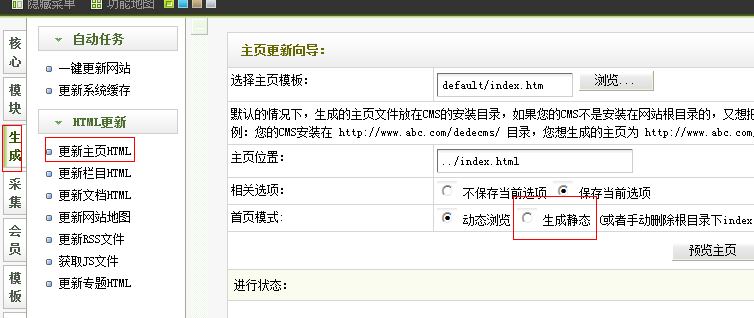 隐藏菜单 功能地图
核心
模块
生成
采集
会员
模板
自动任务
一键更新网站
更新系统缓存
HTML更新
更新主页HTML
更新栏目HTML
更新文档HTML
更新网站地图
更新RSS文件
获取JS文件
更新专题HTML
主页更新向导：
选择主页模板： default/index.htm 浏览...
默认的情况下，生成的主页文件放在CMS的安装目录，如果您的CMS不是安装在网站根目录的，又想把
例：您的CMS安装在 http://www.abc.com/dedecms/ 目录，您想生成的主页为 http://www.abc.
主页位置： ../index.html
相关选项： 不保存当前选项 保存当前选项
首页模式： 动态浏览 生成静态 (或者手动删除根目录下index
预览主页
进行状态：